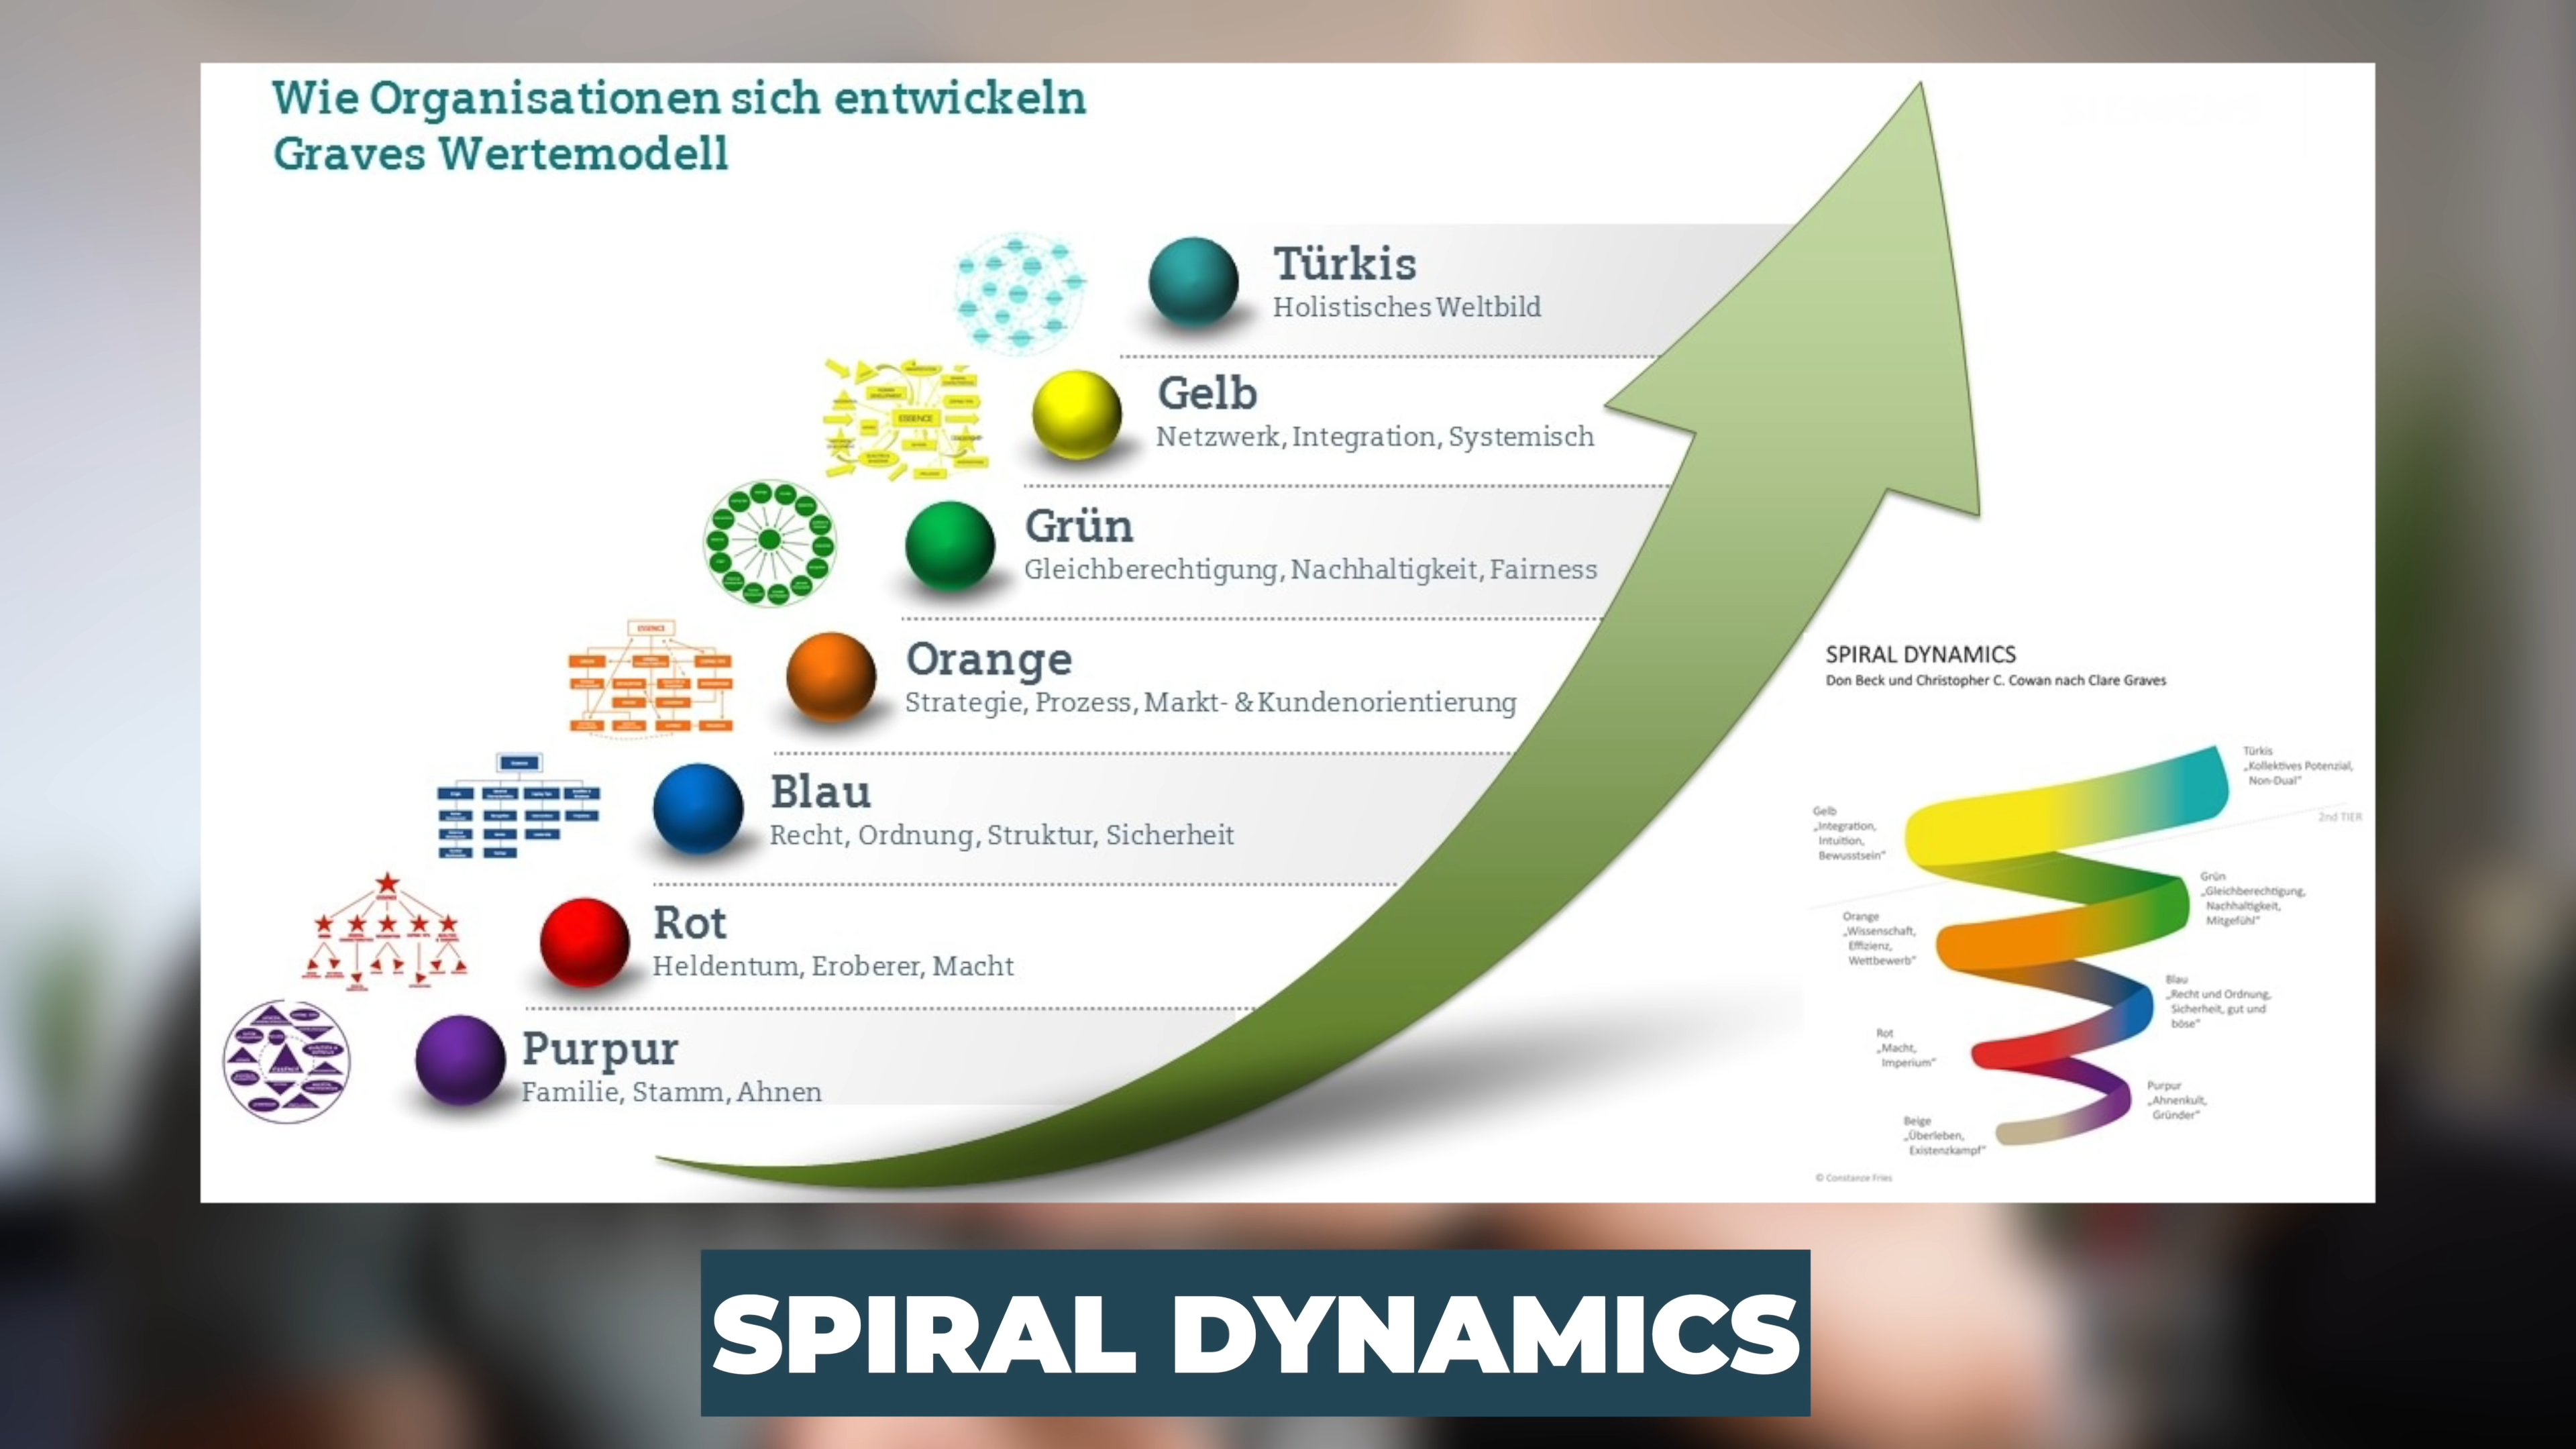 Wie Organisationen sich entwickeln
Graves Wertemodell
Türkis
Holistisches Weltbild
Gelb
Netzwerk, Integration, Systemisch
ESSENCE
Grün
Gleichberechtigung, Nachhaltigkeit, Fairness
ESSENCE
Orange
Strategie, Prozess, Markt- & Kundenorientierung
Blau
Recht, Ordnung, Struktur, Sicherheit
Rot
Heldentum, Eroberer, Macht
Purpur
Familie, Stamm, Ahnen
SPIRAL DYNAMICS
Don Beck und Christopher C. Cowan nach Clare Graves
Türkis
„Kollektives Potenzial,
Non-Dual“
2nd TIER
Gelb
„Integration,
Intuition,
Bewusstsein“
Grün
„Gleichberechtigung,
Nachhaltigkeit,
Mitgefühl“
Orange
„Wissenschaft,
Effizienz,
Wettbewerb“
Blau
„Recht und Ordnung,
Sicherheit, gut und
böse“
Rot
„Macht,
Imperium“
Purpur
„Ahnenkult,
Gründer“
Beige
„Überleben,
Existenzkampf“
© Constanze Fries
SPIRAL DYNAMICS